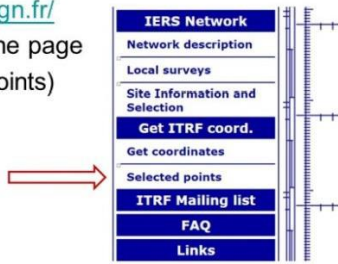 gn.fr/
ne page
oints)
IERS Network
Network description
Local surveys
Site Information and
Selection
Get ITRF coord.
Get coordinates
Selected points
ITRF Mailing list
FAQ
Links